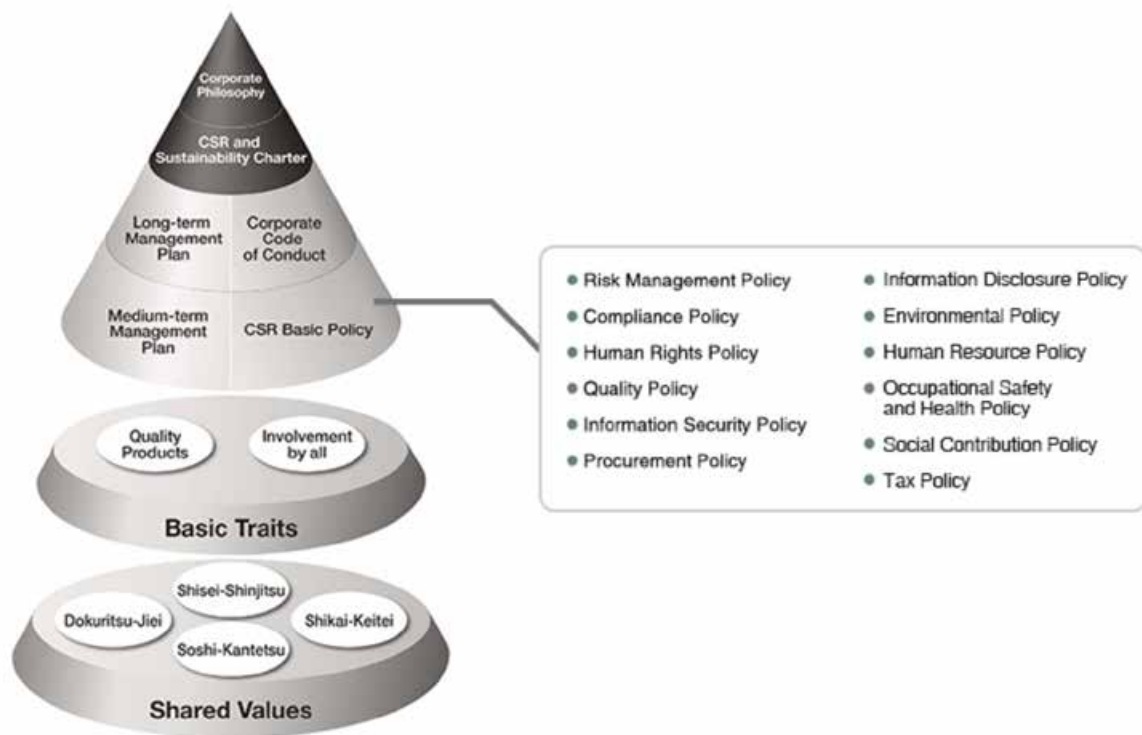 Corporate
Philosophy
CSR and
Sustainability Charter
Long-term
Management
Plan
Corporate
Code
of Conduct
Medium-term
Management
Plan
CSR Basic Policy
Risk Management Policy
Compliance Policy
Human Rights Policy
Quality Policy
Information Security Policy
Procurement Policy
Information Disclosure Policy
Environmental Policy
Human Resource Policy
Occupational Safety
and Health Policy
Social Contribution Policy
Tax Policy
Quality
Products
Involvement
by all
Basic Traits
Shisei-Shinjitsu
Dokuritsu-Jiei
Shikai-Keitei
Soshi-Kantetsu
Shared Values